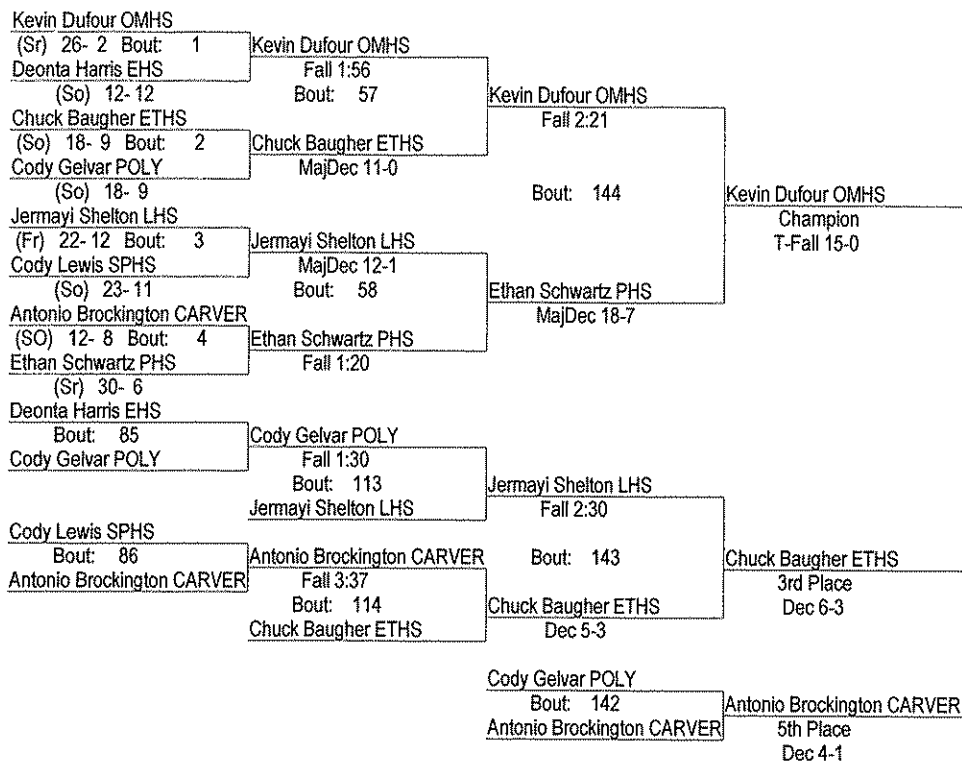 Kevin Dufour OMHS
(Sr) 26- 2 Bout: 1
Deonta Harris EHS
(So) 12- 12
Chuck Baugher ETHS
(So) 18- 9 Bout: 2
Cody Gelvar POLY
(So) 18- 9
Jermayi Shelton LHS
(Fr) 22- 12 Bout: 3
Cody Lewis SPHS
(So) 23- 11
Antonio Brockington CARVER
(SO) 12- 8 Bout: 4
Ethan Schwartz PHS
(Sr) 30- 6
Kevin Dufour OMHS
Fall 1:56
Bout: 57
Chuck Baugher ETHS
MajDec 11-0
Jermayi Shelton LHS
MajDec 12-1
Bout: 58
Ethan Schwartz PHS
Fall 1:20
Kevin Dufour OMHS
Fall 2:21
Bout: 144
Ethan Schwartz PHS
MajDec 18-7
Kevin Dufour OMHS
Champion
T-Fall 15-0
Deonta Harris EHS
Bout: 85
Cody Gelvar POLY
Cody Lewis SPHS
Bout: 86
Antonio Brockington CARVER
Cody Gelvar POLY
Fall 1:30
Bout: 113
Jermayi Shelton LHS
Antonio Brockington CARVER
Fall 3:37
Bout: 114
Chuck Baugher ETHS
Jermayi Shelton LHS
Fall 2:30
Bout: 143
Chuck Baugher ETHS
Dec 5-3
Chuck Baugher ETHS
3rd Place
Dec 6-3
Cody Gelvar POLY
Bout: 142
Antonio Brockington CARVER
Antonio Brockington CARVER
5th Place
Dec 4-1